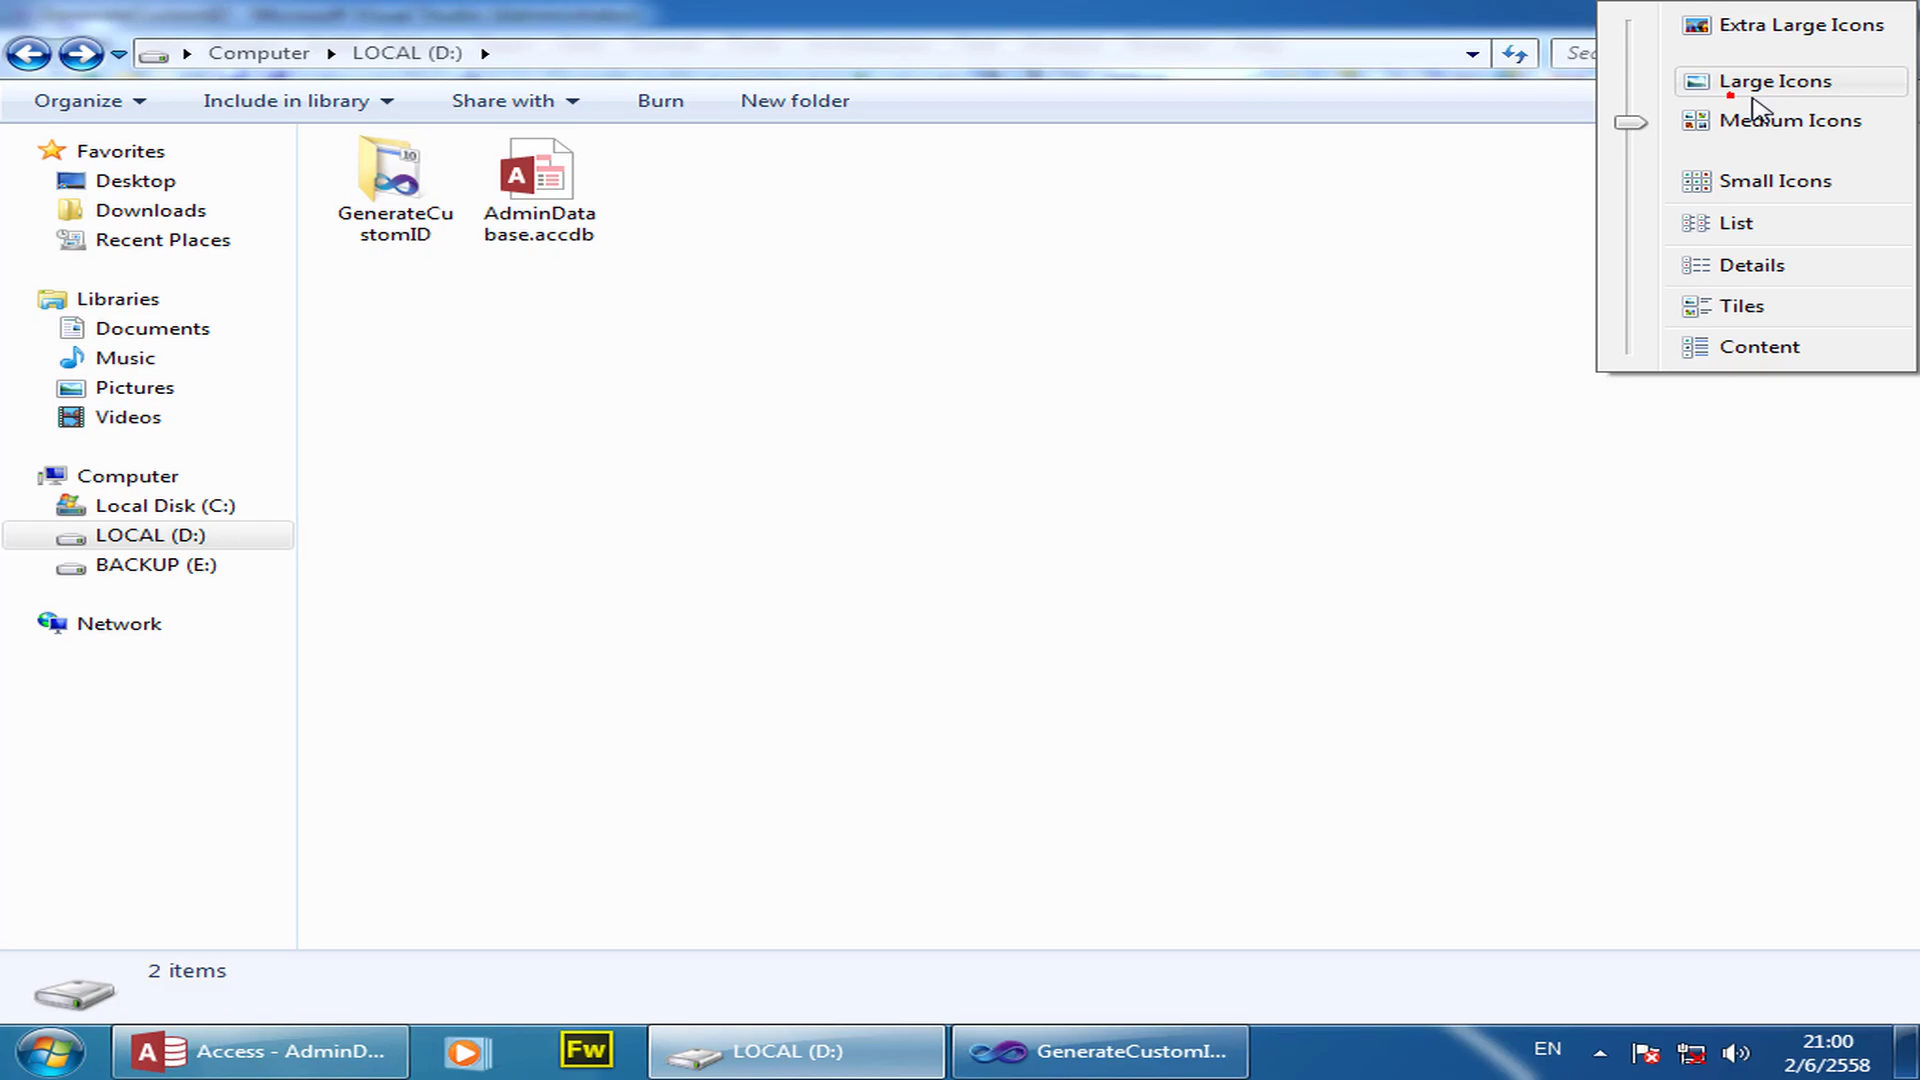 Computer LOCAL (D:)
Organize Include in library Share with Burn New folder
Favorites
Desktop
Downloads
Recent Places
Libraries
Documents
Music
Pictures
Videos
Computer
Local Disk (C:)
LOCAL (D:)
BACKUP (E:)
Network
GenerateCu
stomID
AdminData
base.accdb
Extra Large Icons
Large Icons
Medium Icons
Small Icons
List
Details
Tiles
Content
2 items
Access - AdminD...
Fw
LOCAL (D:)
GenerateCustomI...
EN
21:00
2/6/2558